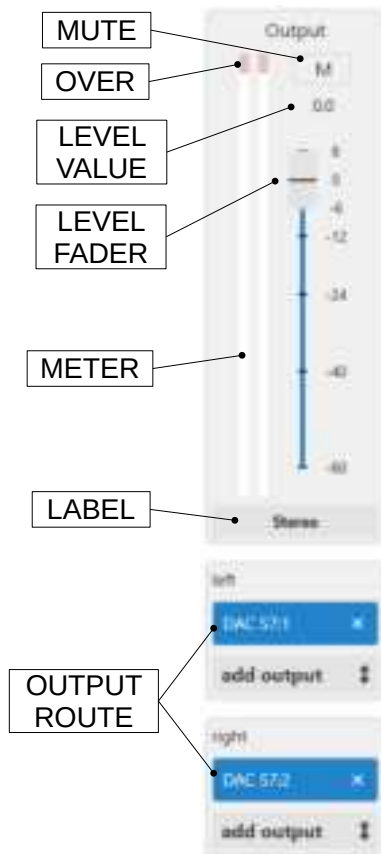 MUTE
Output
OVER
M
LEVEL
VALUE
0.0
6
LEVEL
FADER
0
-6
-12
-24
METER
-40
-60
LABEL
Stereo
left
DAC 57:1 ×
add output
OUTPUT
ROUTE
right
DAC 57:2 ×
add output